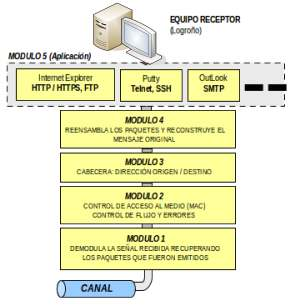 EQUIPO RECEPTOR
(Logroño)
MODULO 5 (Aplicación)
Internet Explorer
HTTP / HTTPS, FTP
Putty
Telnet, SSH
OutLook
SMTP
MODULO 4
REENSAMBLA LOS PAQUETES Y RECONSTRUYE EL
MENSAJE ORIGINAL
MODULO 3
CABECERA: DIRECCIÓN ORIGEN / DESTINO
MODULO 2
CONTROL DE ACCESO AL MEDIO (MAC)
CONTROL DE FLUJO Y ERRORES
MODULO 1
DEMODULA LA SEÑAL RECIBIDA RECUPERANDO
LOS PAQUETES QUE FUERON EMITIDOS
CANAL